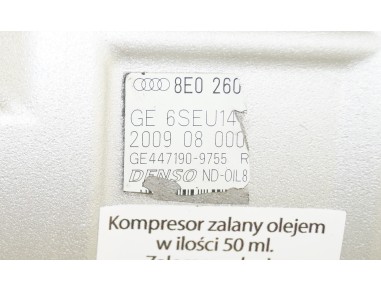 8E0 260
GE 6SEU14
2009 08 000
GE447190-9755 R
DENSO ND-OIL8
Kompresor zalany olejem
w ilości 50 ml.